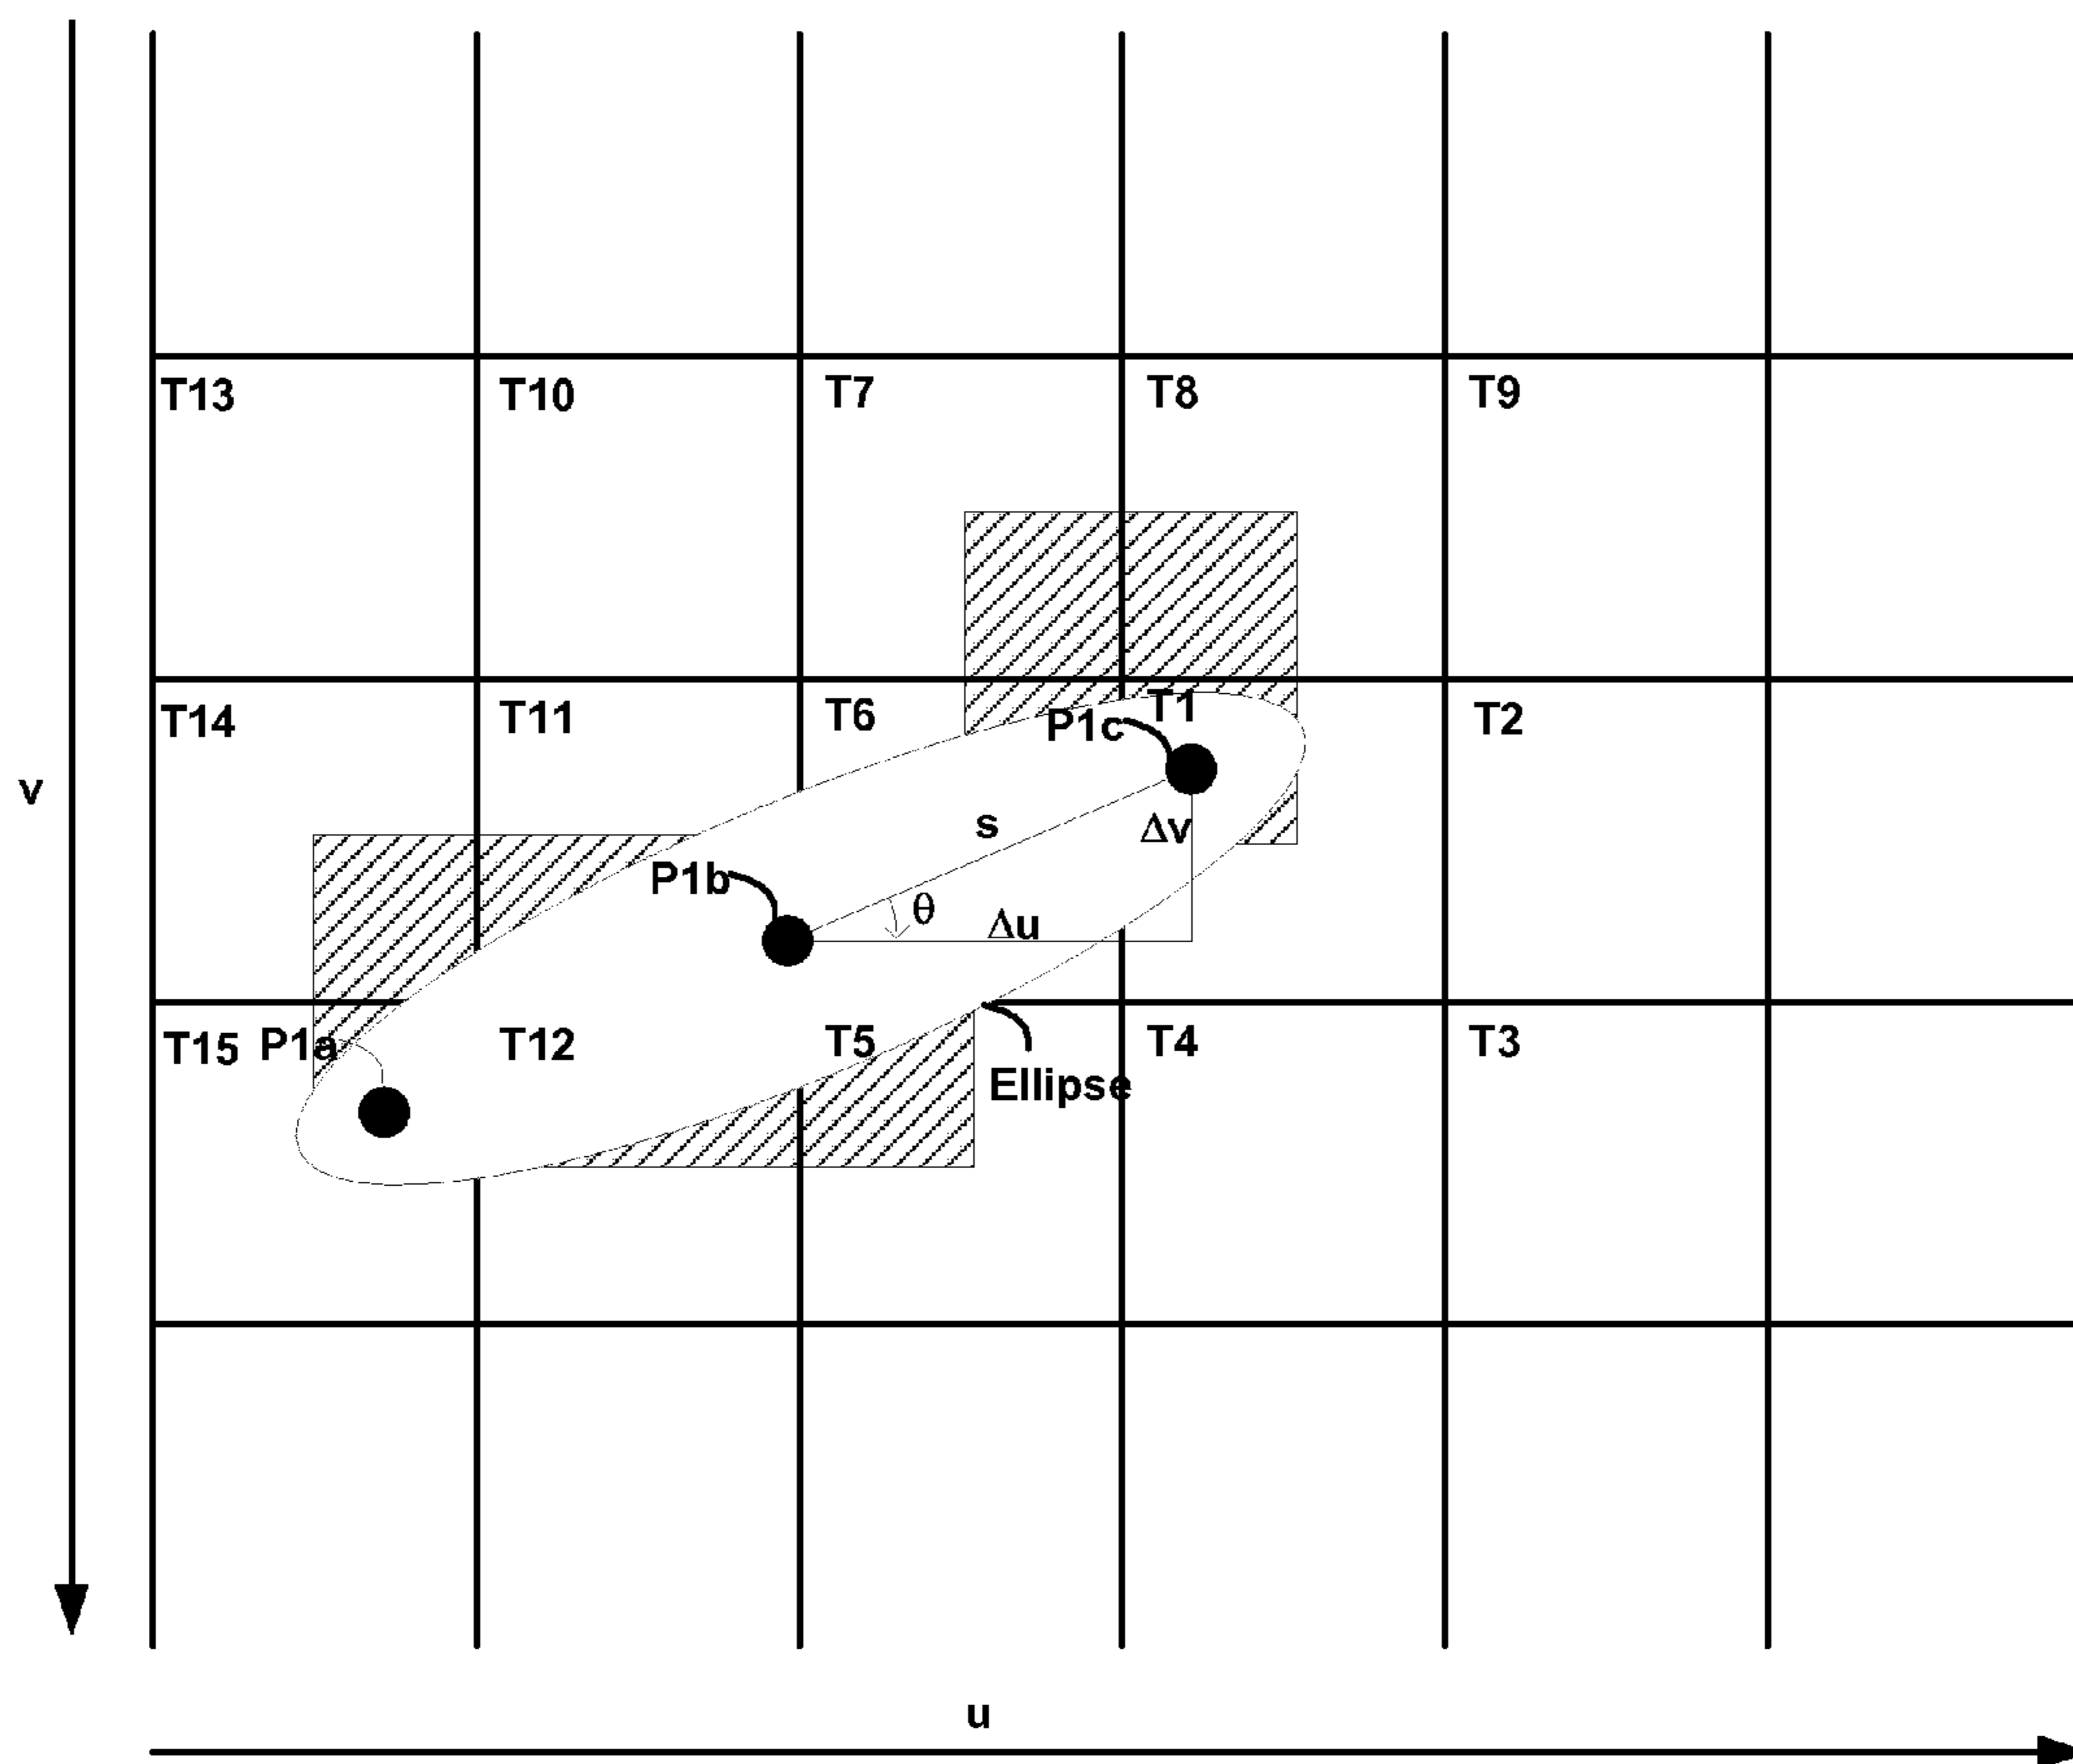 T13 T10 T7 T8 T9
T14 T11 T6 T1 T2
P1c
v
s
Δv
P1b
θ
Δu
T15 P1a T12 T5 T4 T3
Ellipse
u